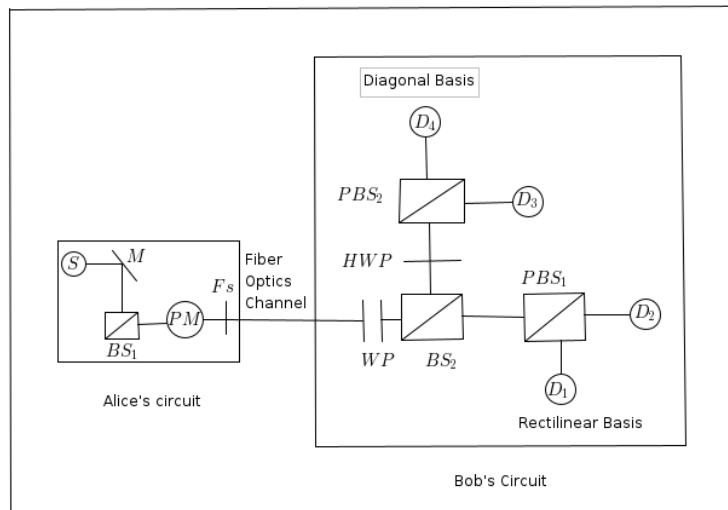 Diagonal Basis
D4
PBS2
D3
HWP
Fiber
Optics
Channel
S
M
Fs
PBS1
PM
BS1
WP
BS2
D2
D1
Alice's circuit
Rectilinear Basis
Bob's Circuit